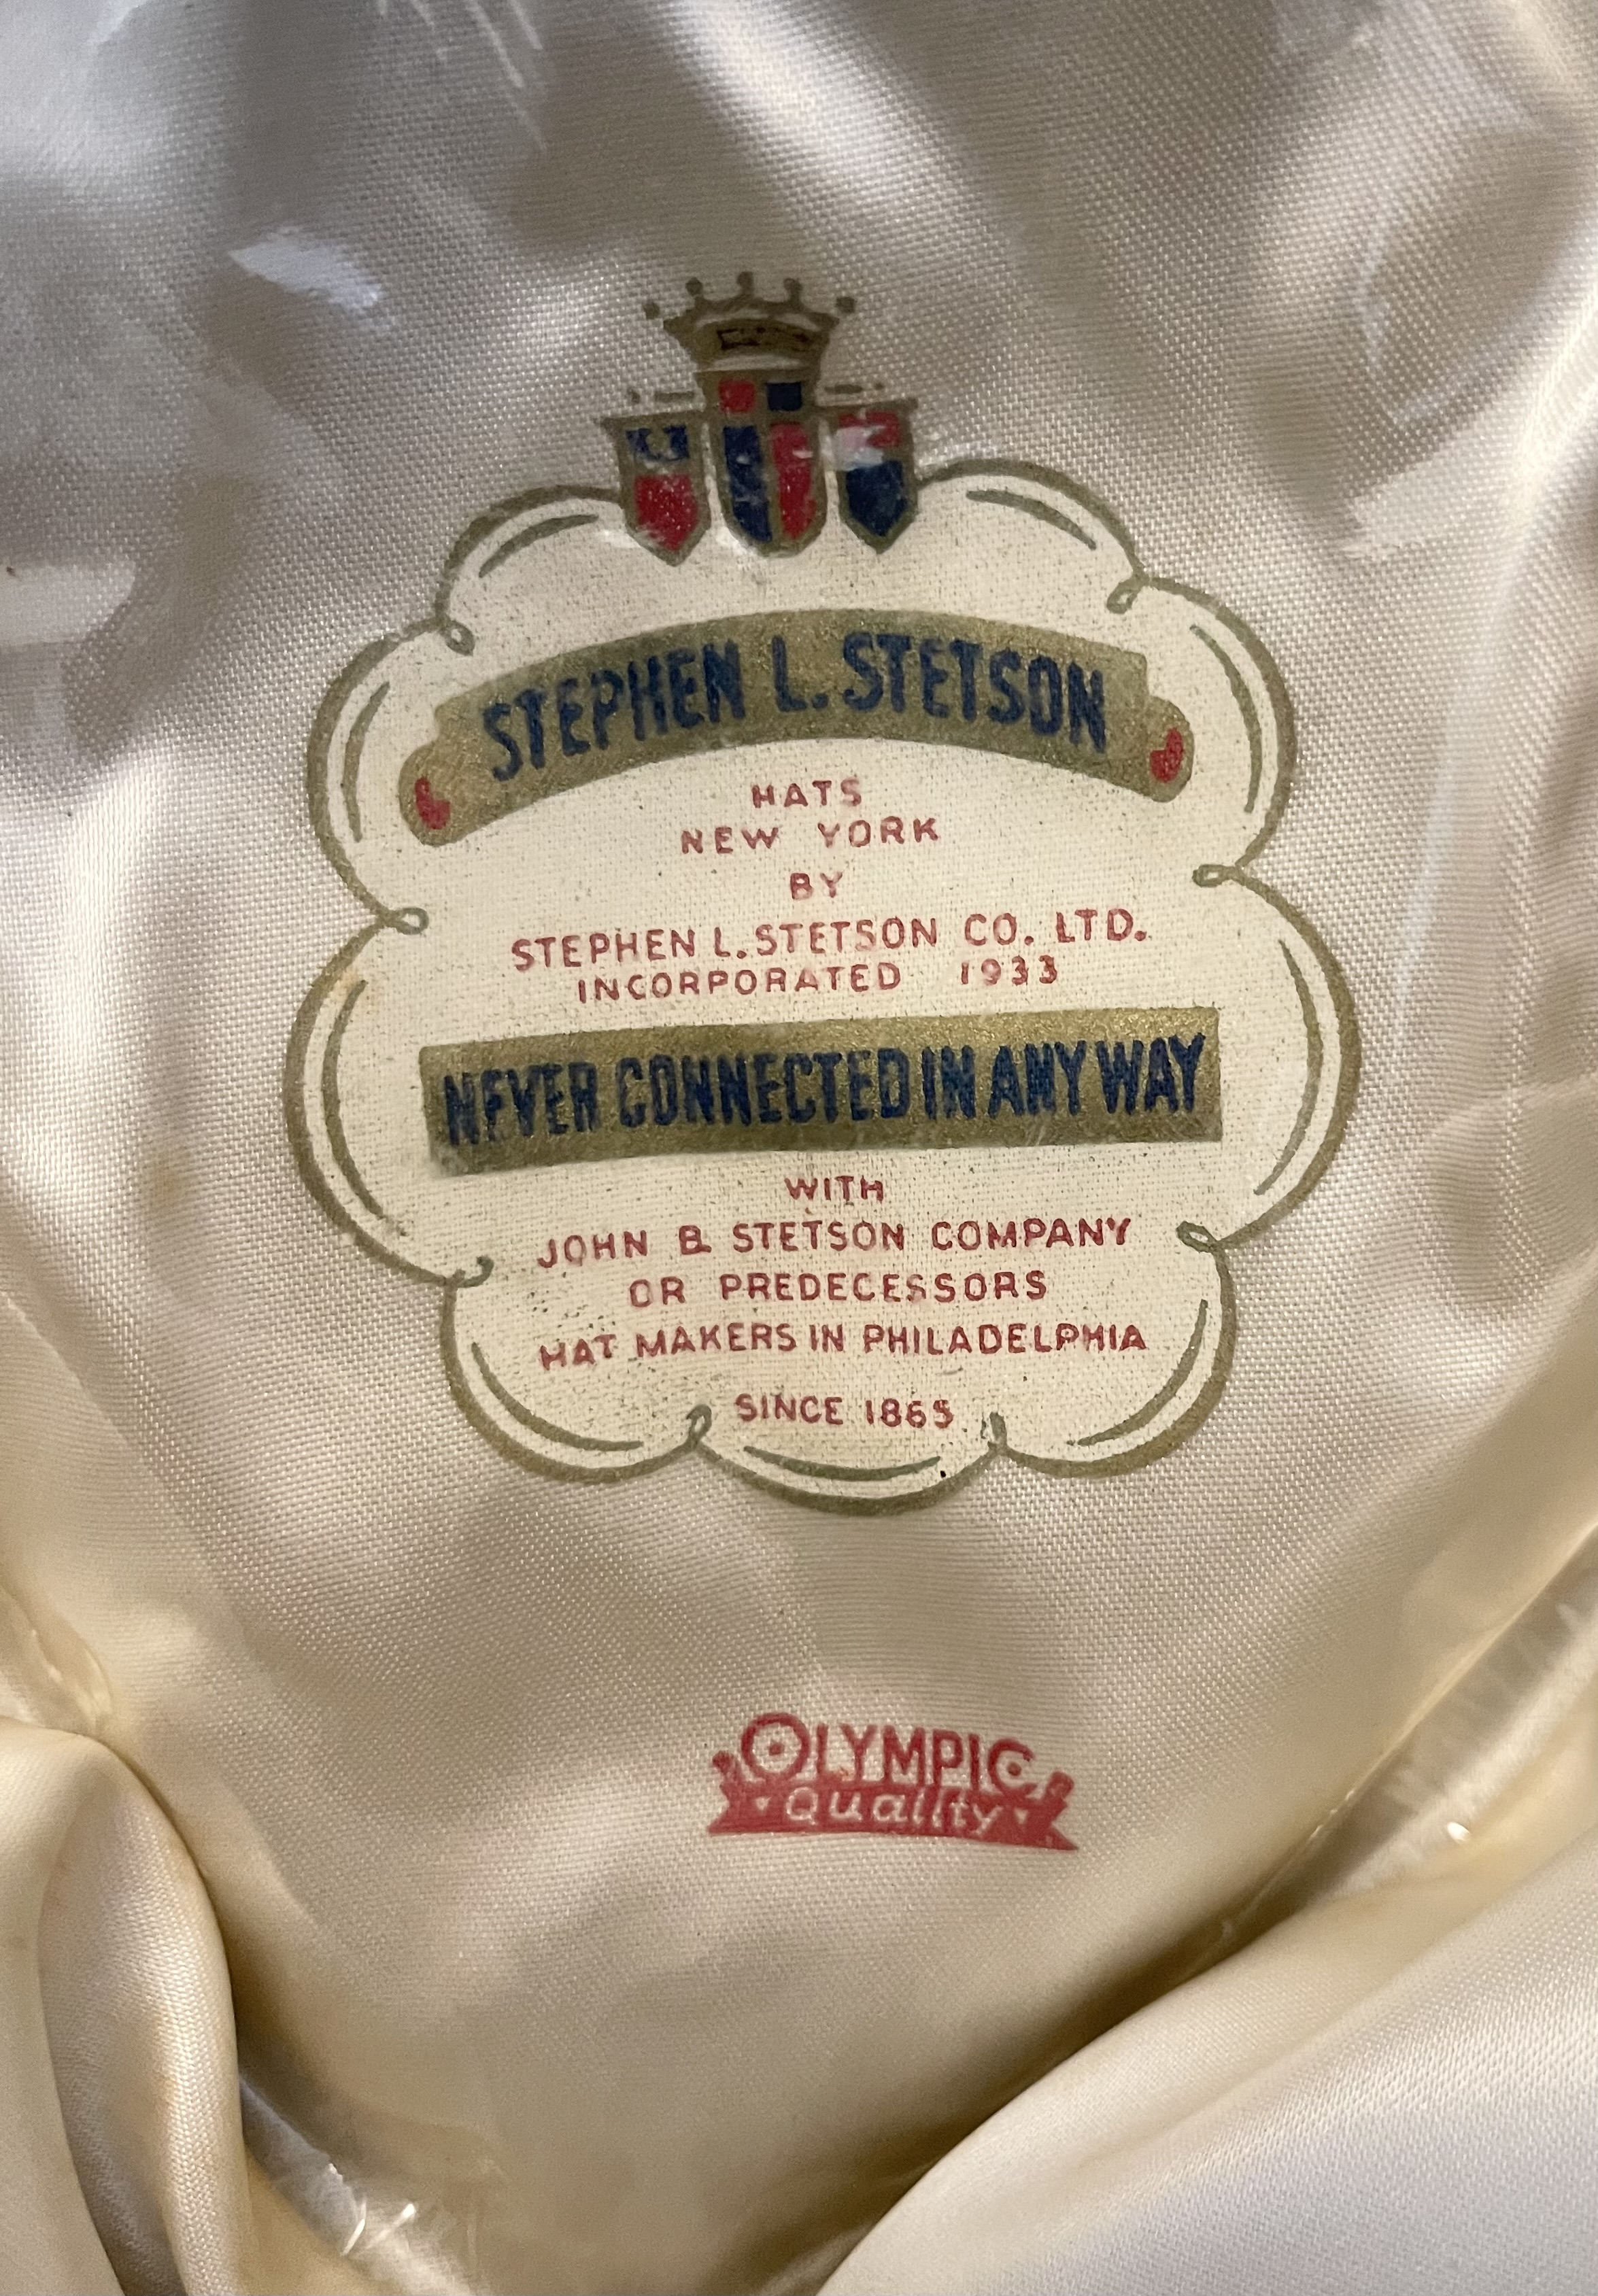 STEPHEN L. STETSON
HATS
NEW YORK
BY
STEPHEN L. STETSON CO. LTD.
INCORPORATED 1933
NEVER CONNECTED IN ANY WAY
WITH
JOHN B. STETSON COMPANY
OR PREDECESSORS
HAT MAKERS IN PHILADELPHIA
SINCE 1865
OLYMPIC
Quality